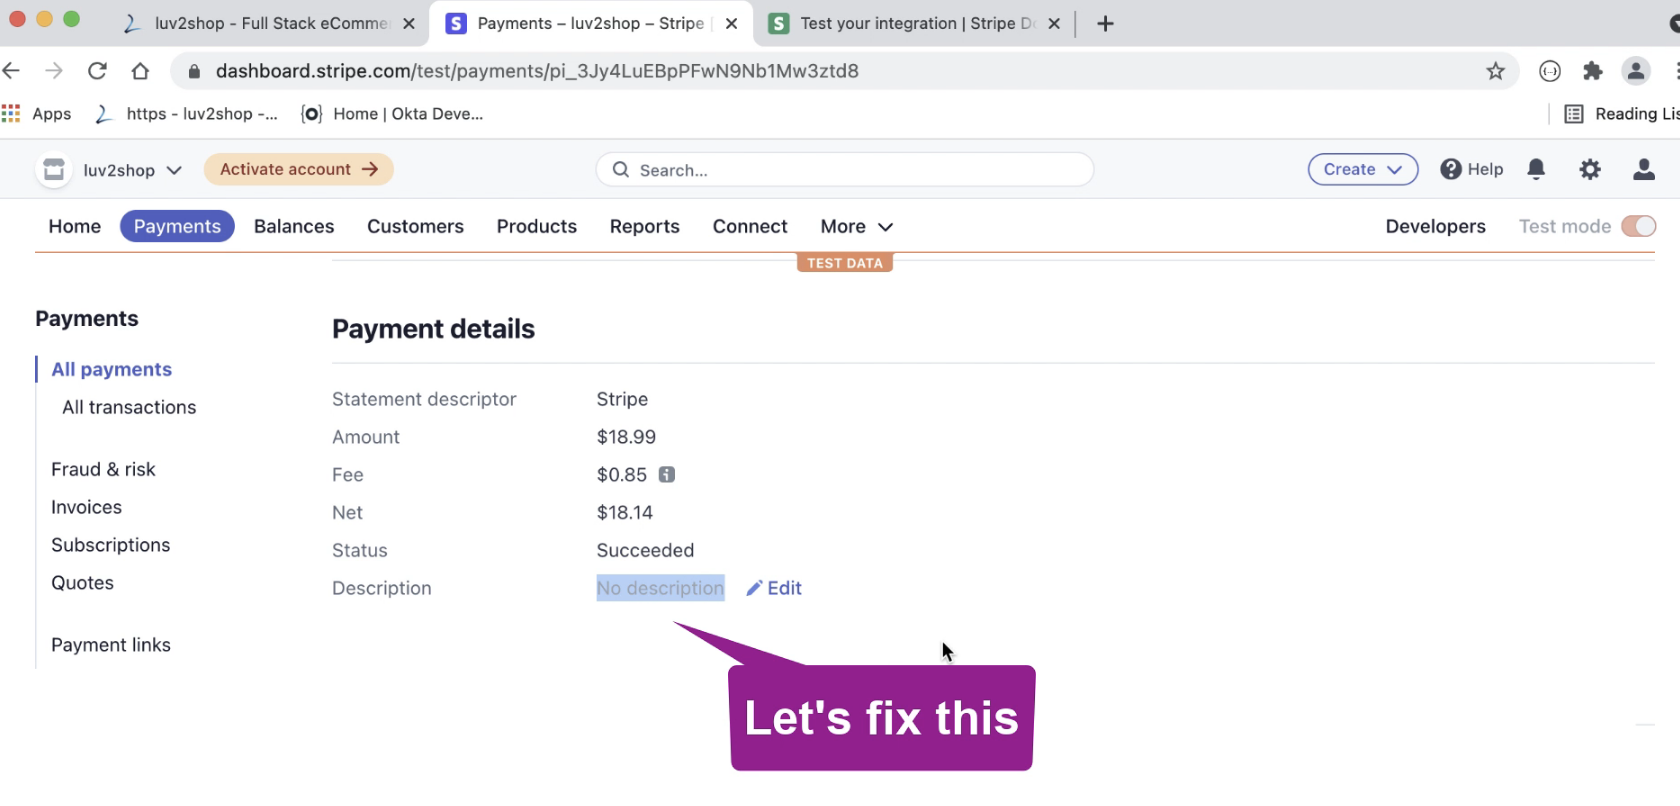 luv2shop - Full Stack eComme
Payments – luv2shop – Stripe
Test your integration | Stripe Do
dashboard.stripe.com/test/payments/pi_3Jy4LuEBpPFwN9Nb1Mw3ztd8
Apps
https - luv2shop -...
Home | Okta Deve...
Reading Lis
luv2shop
Activate account →
Search...
Create
Help
Home
Payments
Balances
Customers
Products
Reports
Connect
More
Developers
Test mode
TEST DATA
Payments
All payments
All transactions
Fraud & risk
Invoices
Subscriptions
Quotes
Payment links
Payment details
Statement descriptor Stripe
Amount $18.99
Fee $0.85
Net $18.14
Status Succeeded
Description No description Edit
Let's fix this